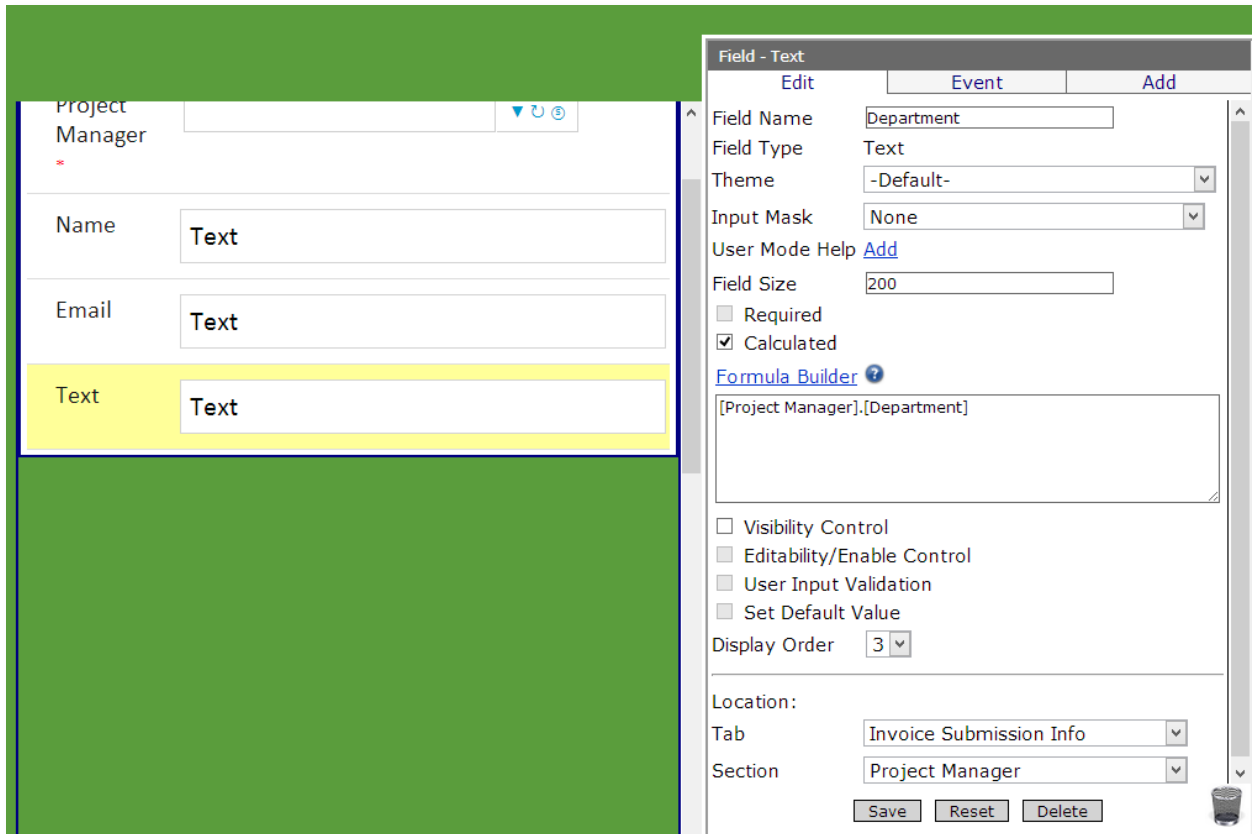 Project
Manager
*
Name
Text
Email
Text
Text
Text
Field - Text
Edit Event Add
Field Name Department
Field Type Text
Theme -Default-
Input Mask None
User Mode Help Add
Field Size 200
Required
Calculated
Formula Builder ?
[Project Manager].[Department]
Visibility Control
Editability/Enable Control
User Input Validation
Set Default Value
Display Order 3
Location:
Tab Invoice Submission Info
Section Project Manager
Save Reset Delete